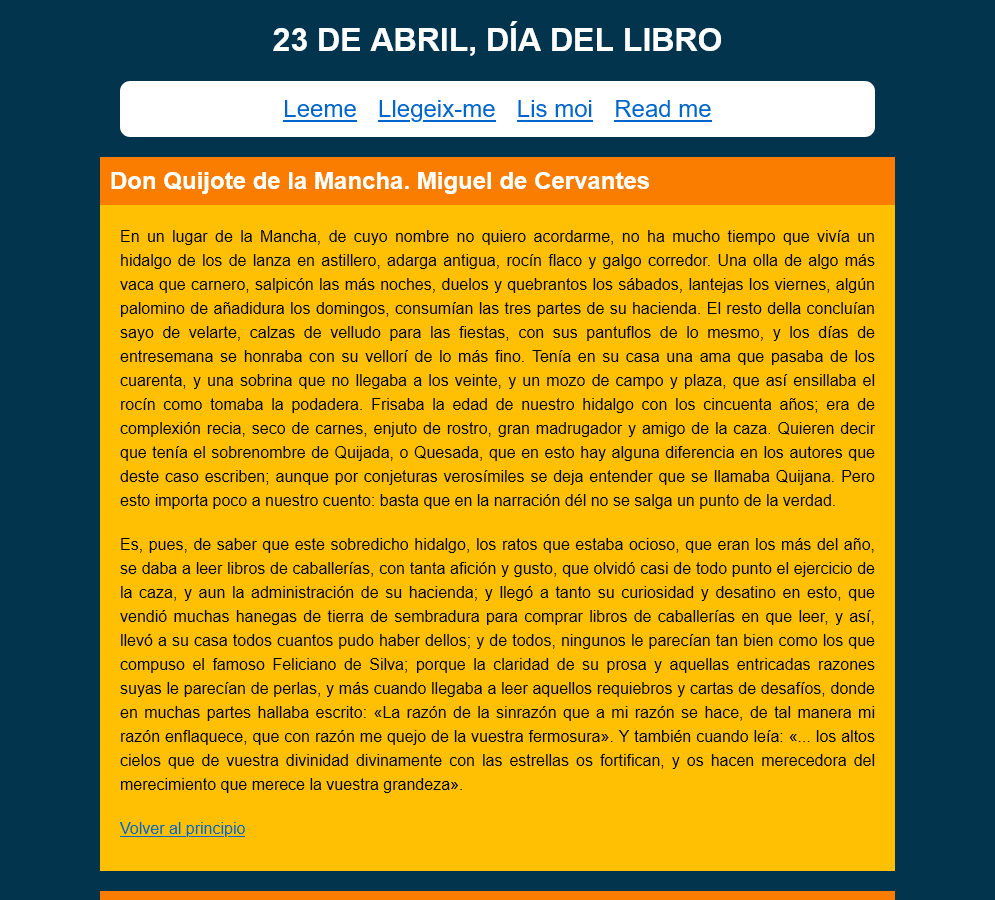 23 DE ABRIL, DÍA DEL LIBRO
Leeme Llegeix-me Lis moi Read me
Don Quijote de la Mancha. Miguel de Cervantes
En un lugar de la Mancha, de cuyo nombre no quiero acordarme, no ha mucho tiempo que vivía un
hidalgo de los de lanza en astillero, adarga antigua, rocín flaco y galgo corredor. Una olla de algo más
vaca que carnero, salpicón las más noches, duelos y quebrantos los sábados, lantejas los viernes, algún
palomino de añadidura los domingos, consumían las tres partes de su hacienda. El resto della concluían
sayo de velarte, calzas de velludo para las fiestas, con sus pantuflos de lo mesmo, y los días de
entresemana se honraba con su vellorí de lo más fino. Tenía en su casa una ama que pasaba de los
cuarenta, y una sobrina que no llegaba a los veinte, y un mozo de campo y plaza, que así ensillaba el
rocín como tomaba la podadera. Frisaba la edad de nuestro hidalgo con los cincuenta años; era de
complexión recia, seco de carnes, enjuto de rostro, gran madrugador y amigo de la caza. Quieren decir
que tenía el sobrenombre de Quijada, o Quesada, que en esto hay alguna diferencia en los autores que
deste caso escriben; aunque por conjeturas verosímiles se deja entender que se llamaba Quijana. Pero
esto importa poco a nuestro cuento: basta que en la narración dél no se salga un punto de la verdad.
Es, pues, de saber que este sobredicho hidalgo, los ratos que estaba ocioso, que eran los más del año,
se daba a leer libros de caballerías, con tanta afición y gusto, que olvidó casi de todo punto el ejercicio de
la caza, y aun la administración de su hacienda; y llegó a tanto su curiosidad y desatino en esto, que
vendió muchas hanegas de tierra de sembradura para comprar libros de caballerías en que leer, y así,
llevó a su casa todos cuantos pudo haber dellos; y de todos, ningunos le parecían tan bien como los que
compuso el famoso Feliciano de Silva; porque la claridad de su prosa y aquellas entricadas razones
suyas le parecían de perlas, y más cuando llegaba a leer aquellos requiebros y cartas de desafíos, donde
en muchas partes hallaba escrito: «La razón de la sinrazón que a mi razón se hace, de tal manera mi
razón enflaquece, que con razón me quejo de la vuestra fermosura». Y también cuando leía: «... los altos
cielos que de vuestra divinidad divinamente con las estrellas os fortifican, y os hacen merecedora del
merecimiento que merece la vuestra grandeza».
Volver al principio